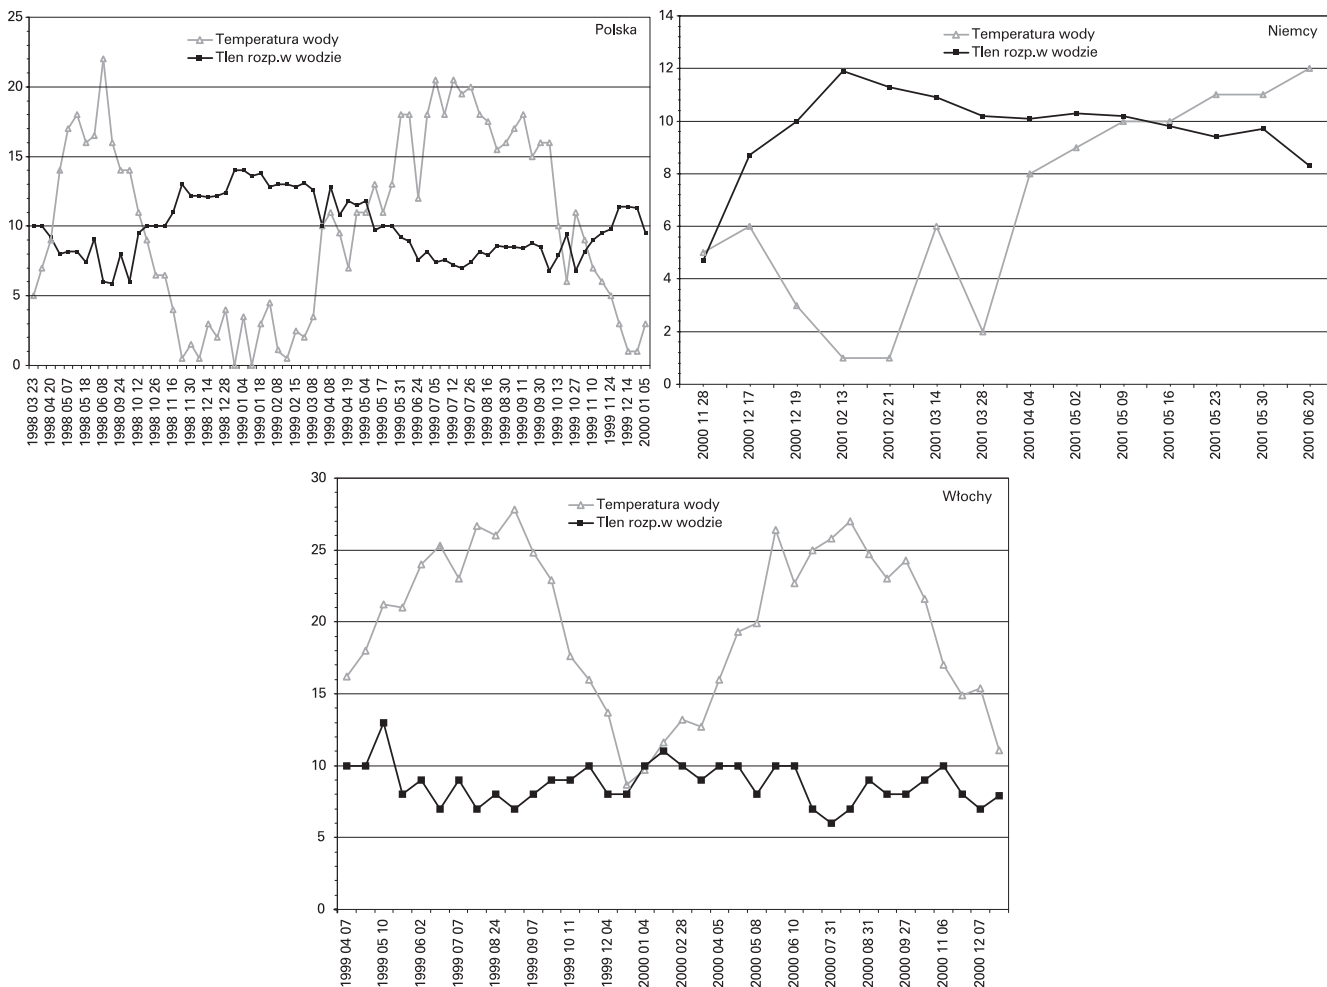 25
20
15
10
5
0
Temperatura wody
Tlen rozp.w wodzie
Polska
1998 03 23
1998 04 20
1998 05 07
1998 05 18
1998 06 08
1998 09 24
1998 10 12
1998 10 26
1998 11 16
1998 11 30
1998 12 14
1998 12 28
1999 01 04
1999 01 18
1999 02 08
1999 02 15
1999 03 08
1999 04 08
1999 04 19
1999 05 04
1999 05 17
1999 05 31
1999 06 24
1999 07 05
1999 07 12
1999 07 26
1999 08 16
1999 08 30
1999 09 11
1999 09 30
1999 10 13
1999 10 27
1999 11 10
1999 11 24
1999 12 14
2000 01 05
14
12
10
8
6
4
2
0
Temperatura wody
Tlen rozp.w wodzie
Niemcy
2000 11 28
2000 12 17
2000 12 19
2001 02 13
2001 02 21
2001 03 14
2001 03 28
2001 04 04
2001 05 02
2001 05 09
2001 05 16
2001 05 23
2001 05 30
2001 06 20
30
25
20
15
10
5
0
Temperatura wody
Tlen rozp.w wodzie
Włochy
1999 04 07
1999 05 10
1999 06 02
1999 07 07
1999 08 24
1999 09 07
1999 10 11
1999 12 04
2000 01 04
2000 02 28
2000 04 05
2000 05 08
2000 06 10
2000 07 31
2000 08 31
2000 09 27
2000 11 06
2000 12 07